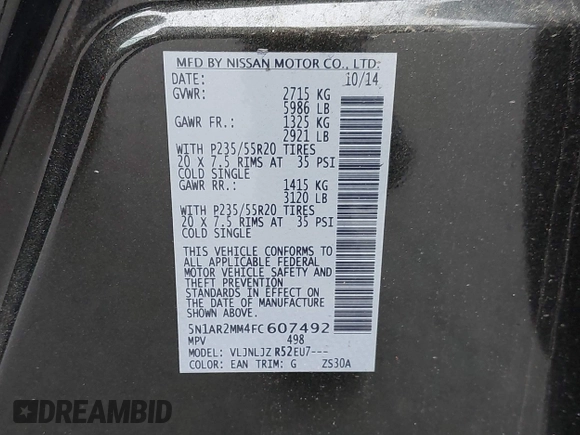 MFD BY NISSAN MOTOR CO., LTD.
DATE: 10/14
GVWR: 2715 KG
5986 LB
GAWR FR.: 1325 KG
2921 LB
WITH P235/55R20 TIRES
20 X 7.5 RIMS AT 35 PSI
COLD SINGLE
GAWR RR.: 1415 KG
3120 LB
WITH P235/55R20 TIRES
20 X 7.5 RIMS AT 35 PSI
COLD SINGLE
THIS VEHICLE CONFORMS TO
ALL APPLICABLE FEDERAL
MOTOR VEHICLE SAFETY AND
THEFT PREVENTION
STANDARDS IN EFFECT ON
THE DATE OF MANUFACTURE
SHOWN ABOVE.
5N1AR2MM4FC607492
MPV 498
MODEL: VLJNLJZ R52EU7---
COLOR: EAN TRIM: G ZS30A
DREAMBID